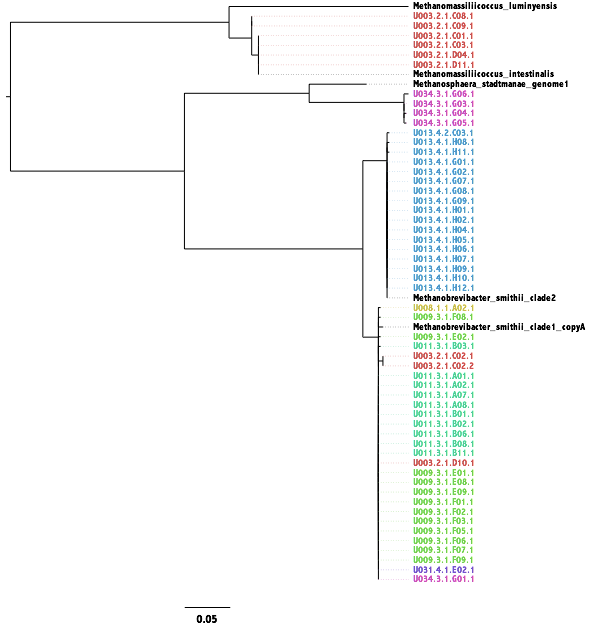 Methanomassiliicoccus_luminyensis
U003.2.1.C08.1
U003.2.1.C09.1
U003.2.1.C01.1
U003.2.1.C03.1
U003.2.1.D04.1
U003.2.1.D11.1
Methanomassiliicoccus_intestinalis
Methanosphaera_stadtmanae_genome1
U034.3.1.G06.1
U034.3.1.G03.1
U034.3.1.G04.1
U034.3.1.G05.1
U013.4.2.C03.1
U013.4.1.H08.1
U013.4.1.H11.1
U013.4.1.G01.1
U013.4.1.G02.1
U013.4.1.G07.1
U013.4.1.G08.1
U013.4.1.G09.1
U013.4.1.H01.1
U013.4.1.H02.1
U013.4.1.H04.1
U013.4.1.H05.1
U013.4.1.H06.1
U013.4.1.H07.1
U013.4.1.H09.1
U013.4.1.H10.1
U013.4.1.H12.1
Methanobrevibacter_smithii_clade2
U008.1.1.A02.1
U009.3.1.F08.1
Methanobrevibacter_smithii_clade1_copyA
U009.3.1.E02.1
U011.3.1.B03.1
U003.2.1.C02.1
U003.2.1.C02.2
U011.3.1.A01.1
U011.3.1.A02.1
U011.3.1.A07.1
U011.3.1.A08.1
U011.3.1.B01.1
U011.3.1.B02.1
U011.3.1.B06.1
U011.3.1.B08.1
U011.3.1.B11.1
U003.2.1.D10.1
U009.3.1.E01.1
U009.3.1.E08.1
U009.3.1.E09.1
U009.3.1.F01.1
U009.3.1.F02.1
U009.3.1.F03.1
U009.3.1.F05.1
U009.3.1.F06.1
U009.3.1.F07.1
U009.3.1.F09.1
U031.4.1.E02.1
U034.3.1.G01.1
0.05